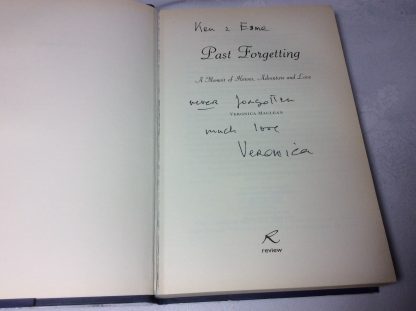 Ken & Esme
Past Forgetting
A Memoir of Heroes, Adventure and Love
never forgotten
VERONICA MACLEAN
much love
Veronica
R
review